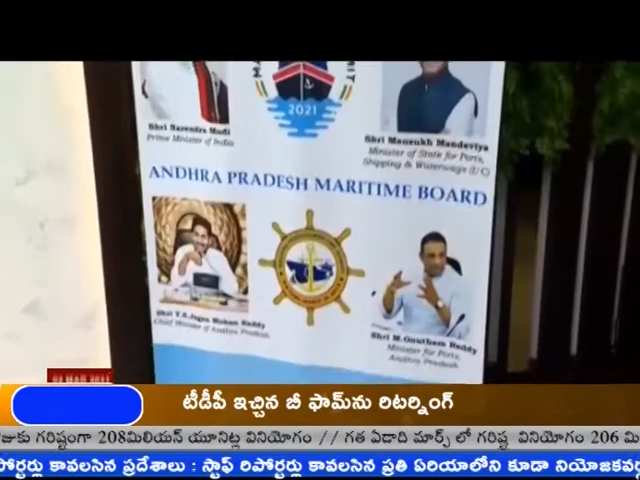 2021
Shri Narendra Modi
Prime Minister of India
Shri Mansukh Mandaviya
Minister of State for Ports,
Shipping & Waterways (I/C)
ANDHRA PRADESH MARITIME BOARD
Shri Y.S.Jagan Mohan Reddy
Chief Minister of Andhra Pradesh
Shri M.Goutham Reddy
Minister for Ports,
Andhra Pradesh
టీడీపీ ఇచ్చిన బీ ఫామ్‌ను రిటర్నింగ్
గరిష్టంగా 208మిలియన్ యూనిట్ల వినియోగం // గత ఏడాది మార్చ్ లో గరిష్ట వినియోగం 206
కావలసిన ప్రదేశాలు : స్టాఫ్ రిపోర్టర్లు కావలసిన ప్రతి ఏరియాలోని కూడా